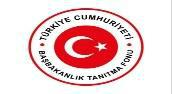 TÜRKİYE CUMHURİYETİ
BAŞBAKANLIK TANITMA FONU